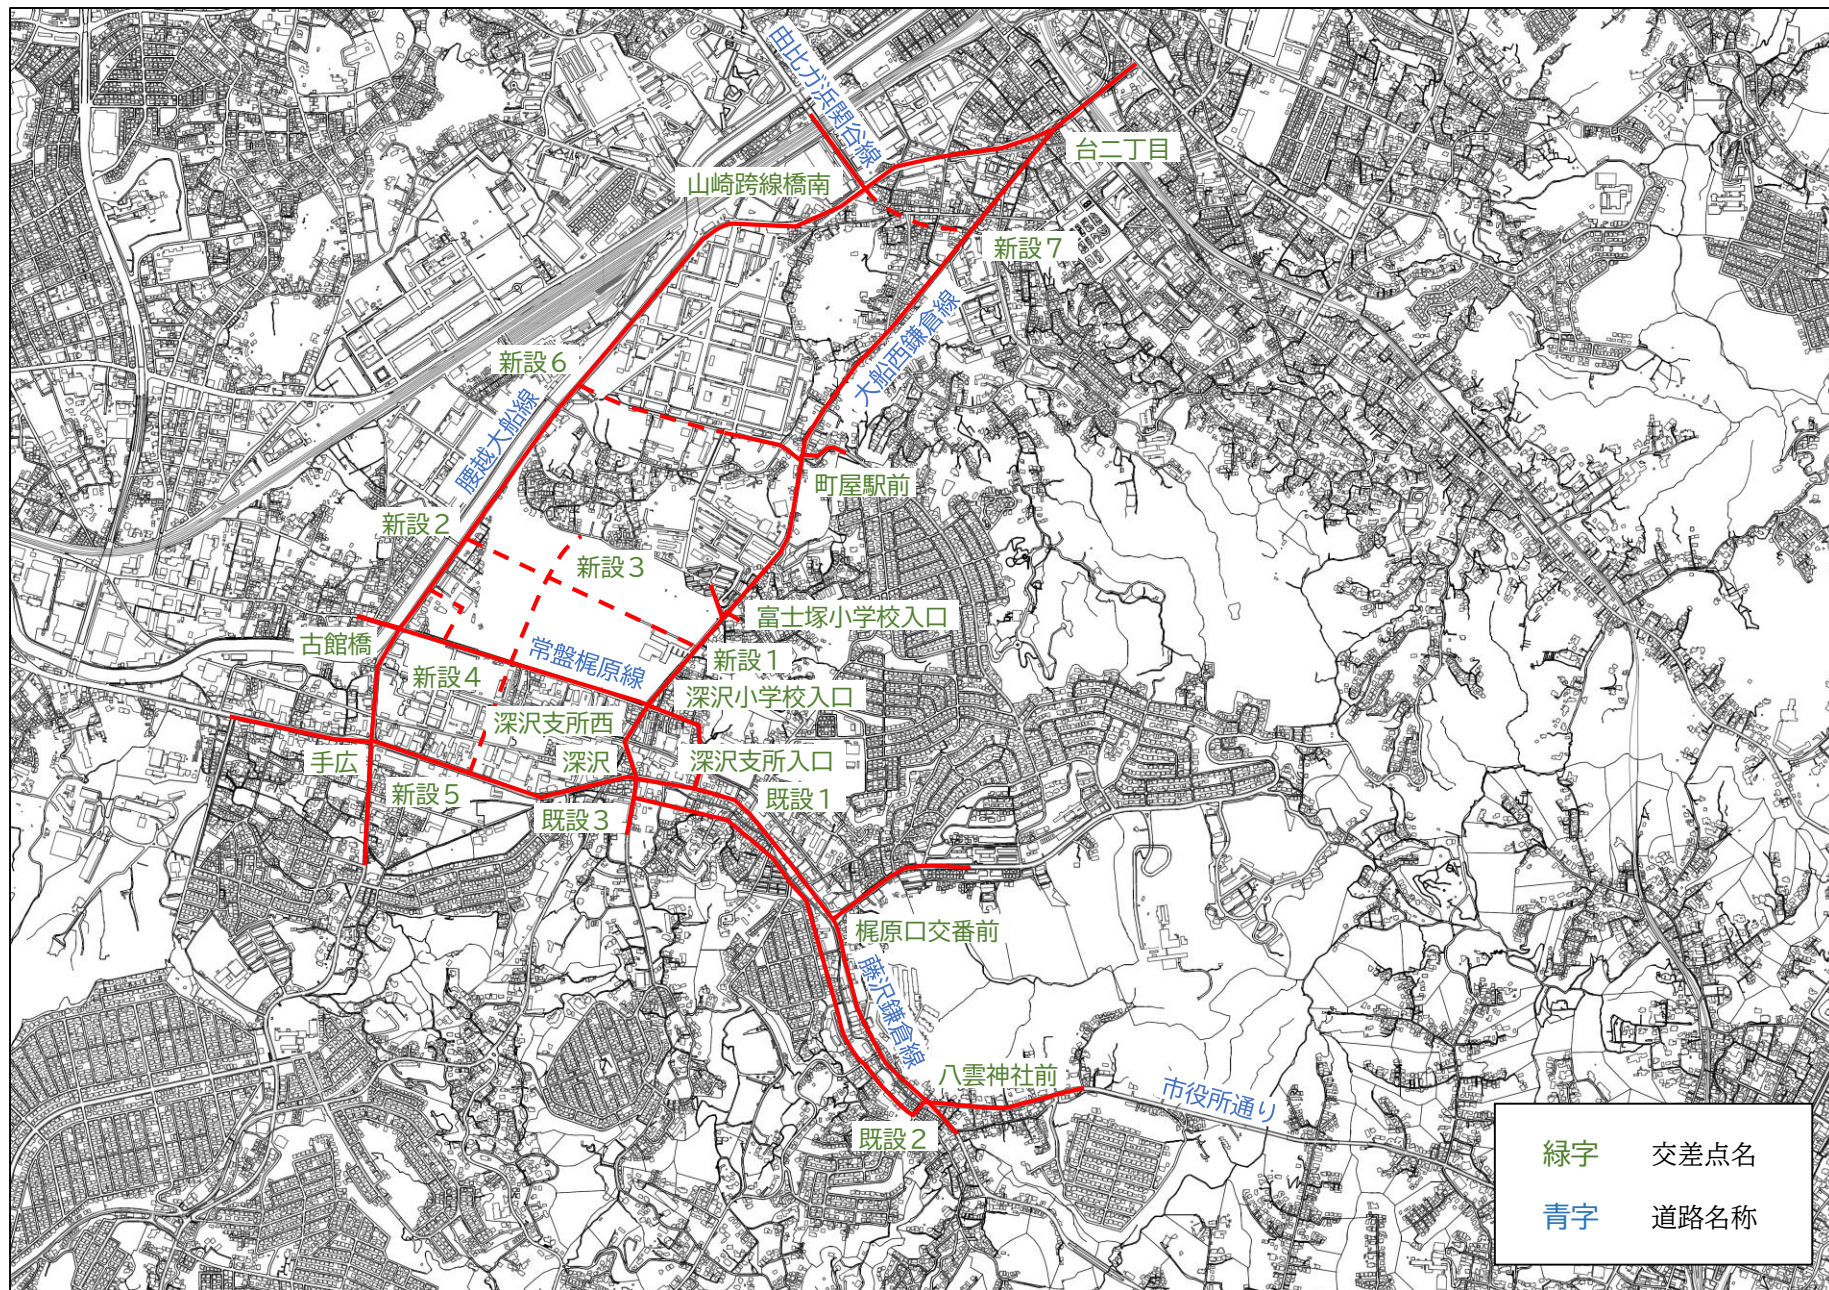 由比ガ浜関谷線
台二丁目
山崎跨線橋南
新設7
大船西鎌倉線
新設6
腰越大船線
町屋駅前
新設2
新設3
富士塚小学校入口
古館橋
常盤梶原線
新設1
新設4
深沢小学校入口
深沢支所西
手広
深沢
深沢支所入口
新設5
既設1
既設3
梶原口交番前
藤沢鎌倉線
八雲神社前
市役所通り
既設2
緑字 交差点名
青字 道路名称